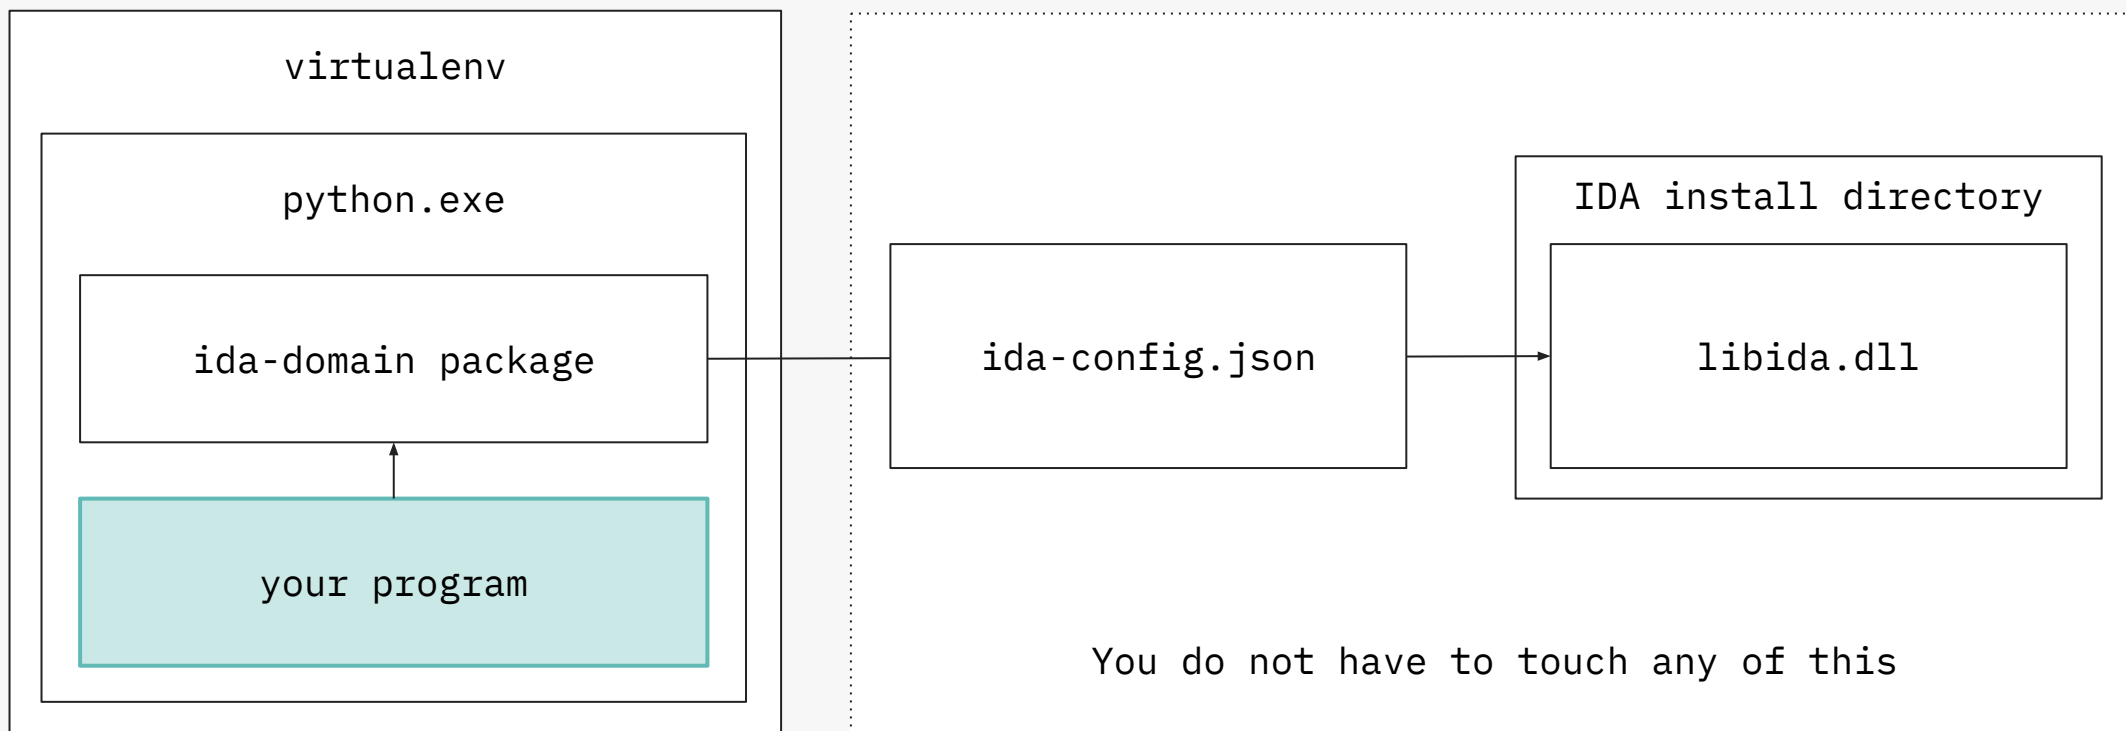 virtualenv
python.exe
ida-domain package
your program
ida-config.json
IDA install directory
libida.dll
You do not have to touch any of this